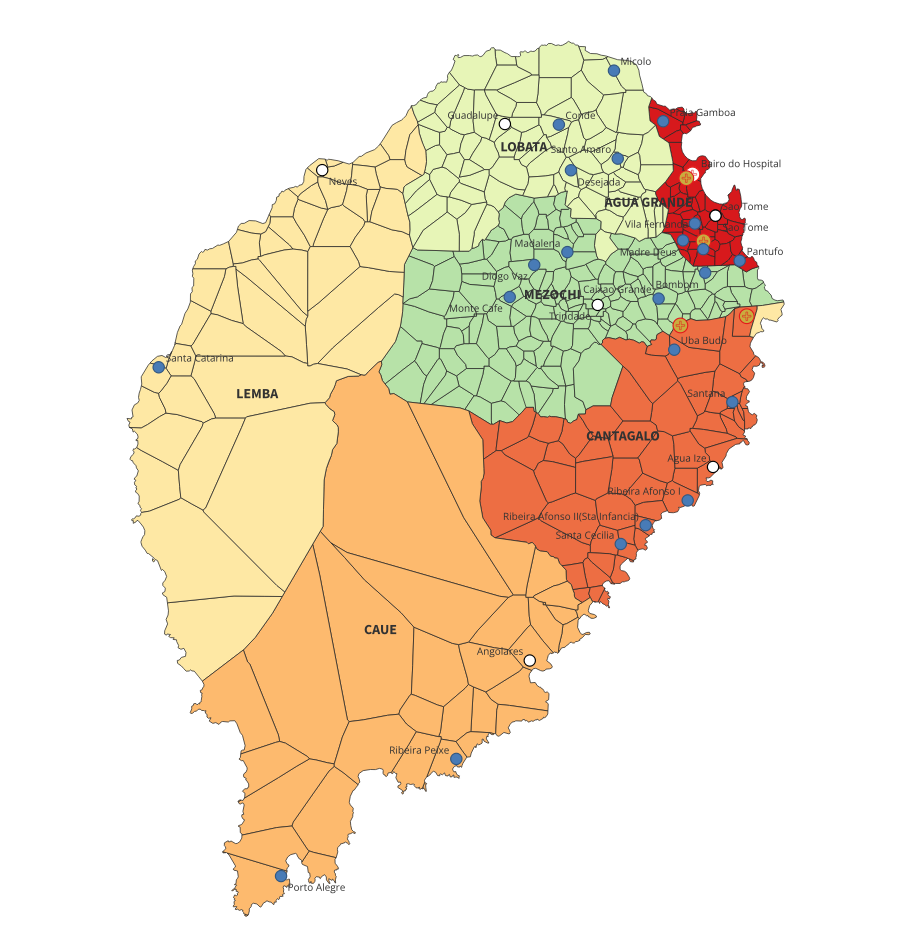 Micolo
Praia Gamboa
Guadalupe
Conde
LOBATA
Santo Amaro
Bairo do Hospital
Neves
Desejada
AGUA GRANDE
Sao Tome
Vila Fernanda
Sao Tome
Madalena
Madre Deus
Pantufo
Diogo Vaz
MEZOCHI
Caixao Grande
Bombom
Monte Cafe
Trindade
Uba Budo
Santa Catarina
LEMBA
Santana
CANTAGALO
Agua Ize
Ribeira Afonso I
Ribeira Afonso II(Sta Infancia)
Santa Cecilia
CAUE
Angolares
Ribeira Peixe
Porto Alegre